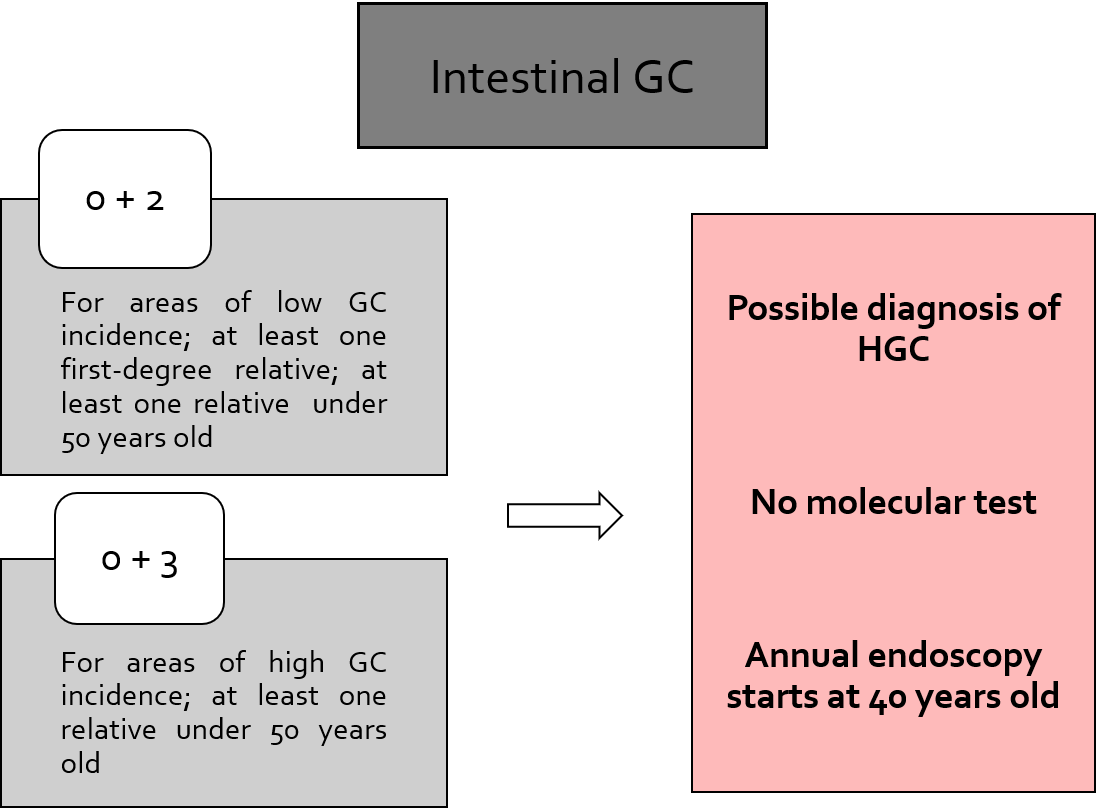 Intestinal GC
0 + 2
For areas of low GC
incidence; at least one
first-degree relative; at
least one relative under
50 years old
0 + 3
For areas of high GC
incidence; at least one
relative under 50 years
old
Possible diagnosis of
HGC
No molecular test
Annual endoscopy
starts at 40 years old